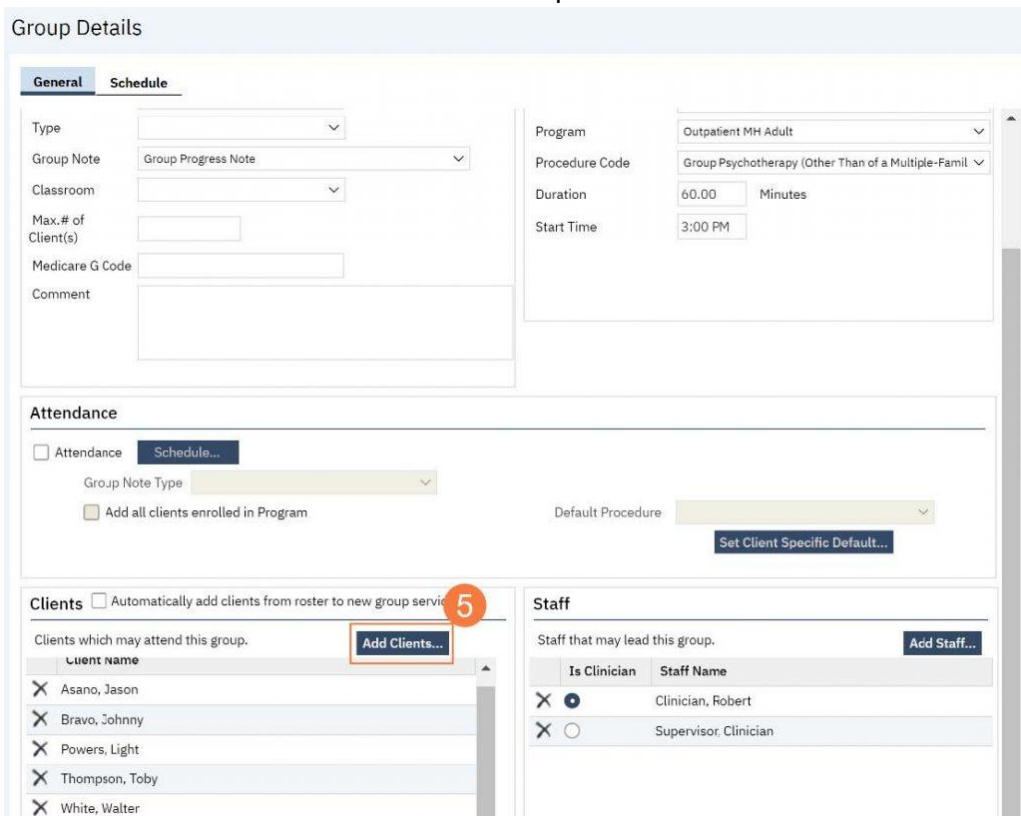 Group Details
General Schedule
Type
Group Note Group Progress Note
Classroom
Max.# of
Client(s)
Medicare G Code
Comment
Program Outpatient MH Adult
Procedure Code Group Psychotherapy (Other Than of a Multiple-Famil
Duration 60.00 Minutes
Start Time 3:00 PM
Attendance
Attendance Schedule...
Group Note Type
Add all clients enrolled in Program
Default Procedure
Set Client Specific Default...
Clients Automatically add clients from roster to new group servic
5
Clients which may attend this group. Add Clients...
Client Name
Asano, Jason
Bravo, Johnny
Powers, Light
Thompson, Toby
White, Walter
Staff
Staff that may lead this group. Add Staff...
Is Clinician Staff Name
Clinician, Robert
Supervisor, Clinician